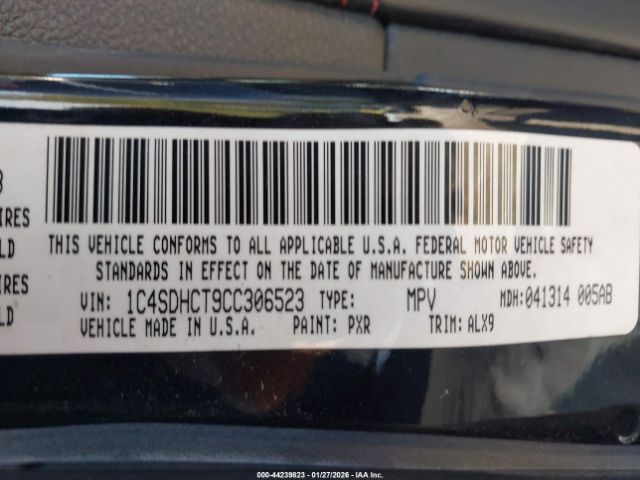 3
IRES
LD
IRES
LD
THIS VEHICLE CONFORMS TO ALL APPLICABLE U.S.A. FEDERAL MOTOR VEHICLE SAFETY
STANDARDS IN EFFECT ON THE DATE OF MANUFACTURE SHOWN ABOVE.
VIN: 1C4SDHCT9CC306523 TYPE: MPV MDH:041314 005AB
VEHICLE MADE IN U.S.A. PAINT: PXR TRIM: ALX9
000-44239823 | 01/27/2026 | IAA Inc.